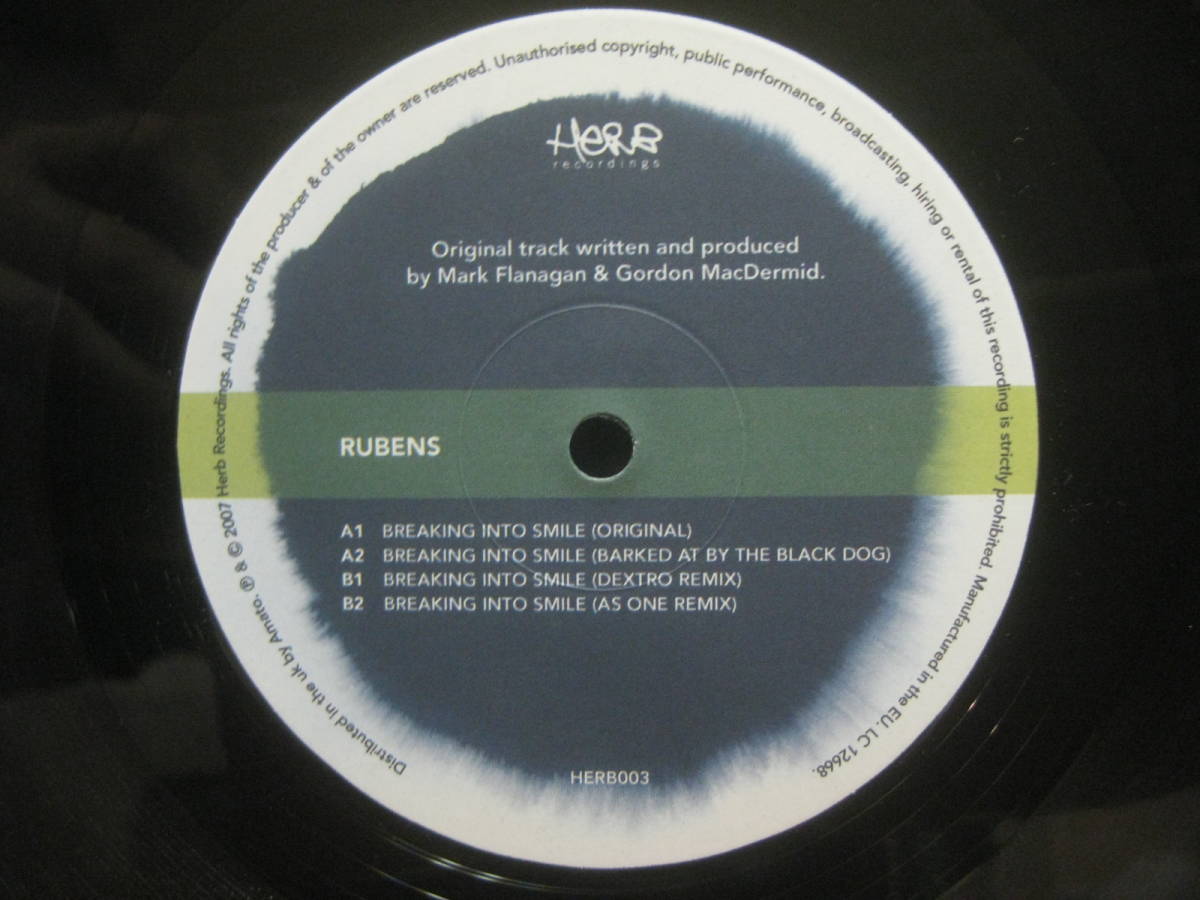 HERB
recordings
Original track written and produced
by Mark Flanagan & Gordon MacDermid.
RUBENS
A1 BREAKING INTO SMILE (ORIGINAL)
A2 BREAKING INTO SMILE (BARKED AT BY THE BLACK DOG)
B1 BREAKING INTO SMILE (DEXTRO REMIX)
B2 BREAKING INTO SMILE (AS ONE REMIX)
HERB003
Distributed in the uk by Amato. ℗ & © 2007 Herb Recordings. All rights of the producer & of the owner are reserved. Unauthorised copyright, public performance, broadcasting, hiring or rental of this recording is strictly prohibited. Manufactured in the EU. LC 12668.